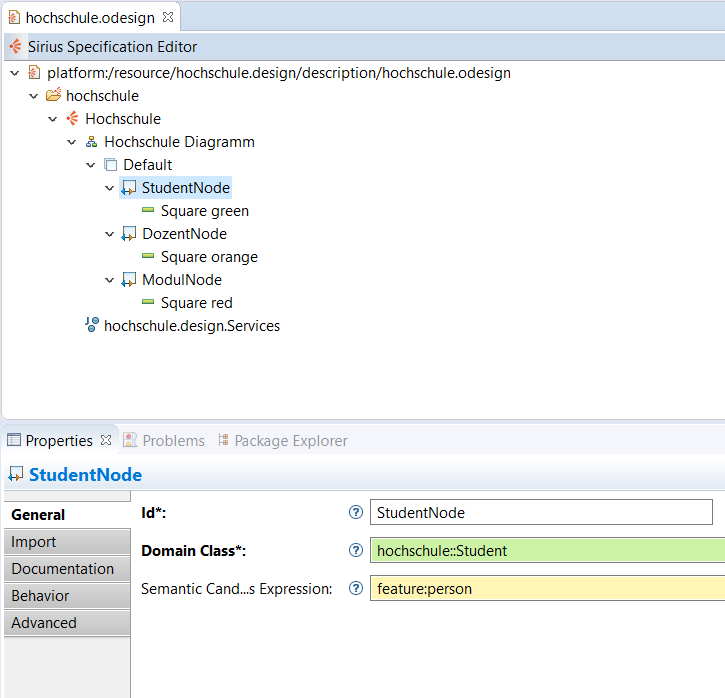 hochschule.odesign
Sirius Specification Editor
platform:/resource/hochschule.design/description/hochschule.odesign
hochschule
Hochschule
Hochschule Diagramm
Default
StudentNode
Square green
DozentNode
Square orange
ModulNode
Square red
hochschule.design.Services
Properties Problems Package Explorer
StudentNode
General
Import
Documentation
Behavior
Advanced
Id*: ? StudentNode
Domain Class*: ? hochschule::Student
Semantic Cand...s Expression: ? feature:person